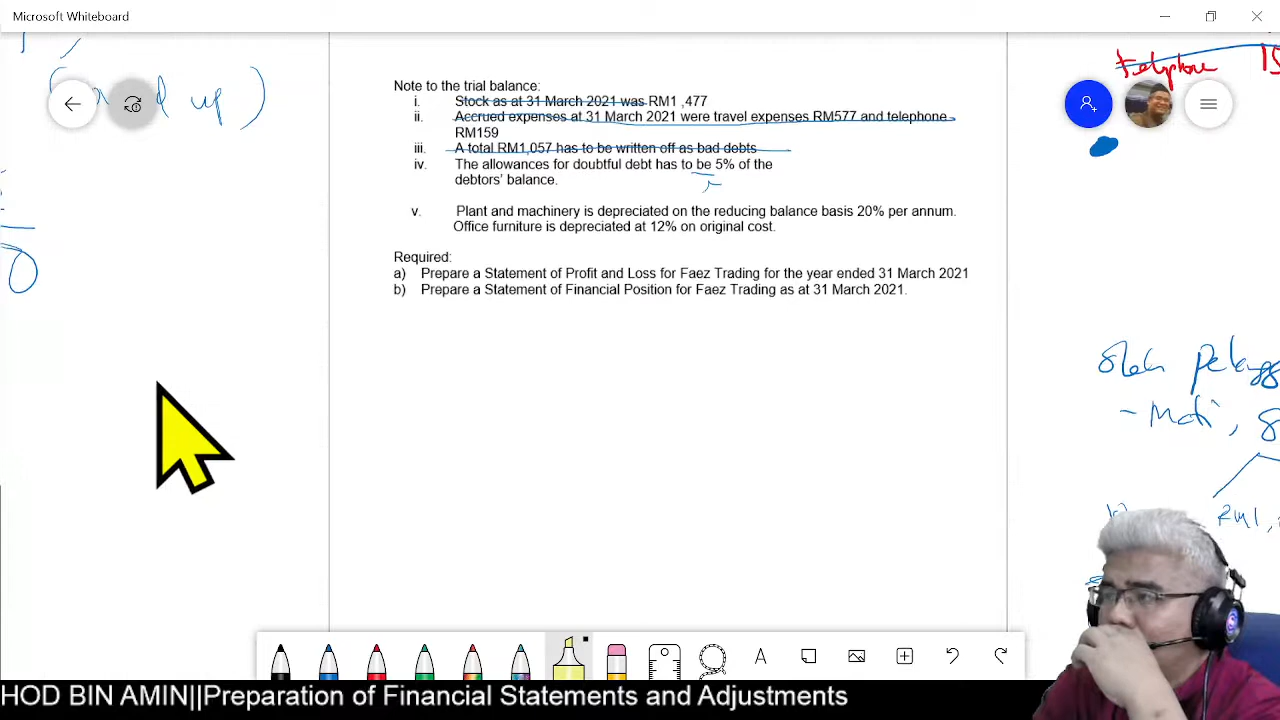 Microsoft Whiteboard
up)
telephone
Note to the trial balance:
i. Stock as at 31 March 2021 was RM1 ,477
ii. Accrued expenses at 31 March 2021 were travel expenses RM577 and telephone
RM159
iii. A total RM1,057 has to be written off as bad debts
iv. The allowances for doubtful debt has to be 5% of the
debtors' balance.
v. Plant and machinery is depreciated on the reducing balance basis 20% per annum.
Office furniture is depreciated at 12% on original cost.
Required:
a) Prepare a Statement of Profit and Loss for Faez Trading for the year ended 31 March 2021
b) Prepare a Statement of Financial Position for Faez Trading as at 31 March 2021.
- Mati,
RM1,
A
HOD BIN AMIN||Preparation of Financial Statements and Adjustments